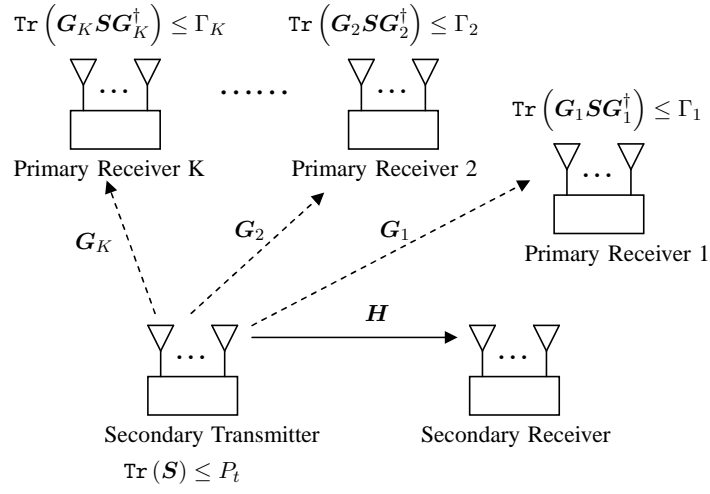 Tr (G_K S G_K^†) ≤ Γ_K
Tr (G_2 S G_2^†) ≤ Γ_2
Tr (G_1 S G_1^†) ≤ Γ_1
... ...... ...
...
Primary Receiver K
Primary Receiver 2
Primary Receiver 1
G_K
G_2
G_1
H
... ...
Secondary Transmitter
Secondary Receiver
Tr (S) ≤ P_t